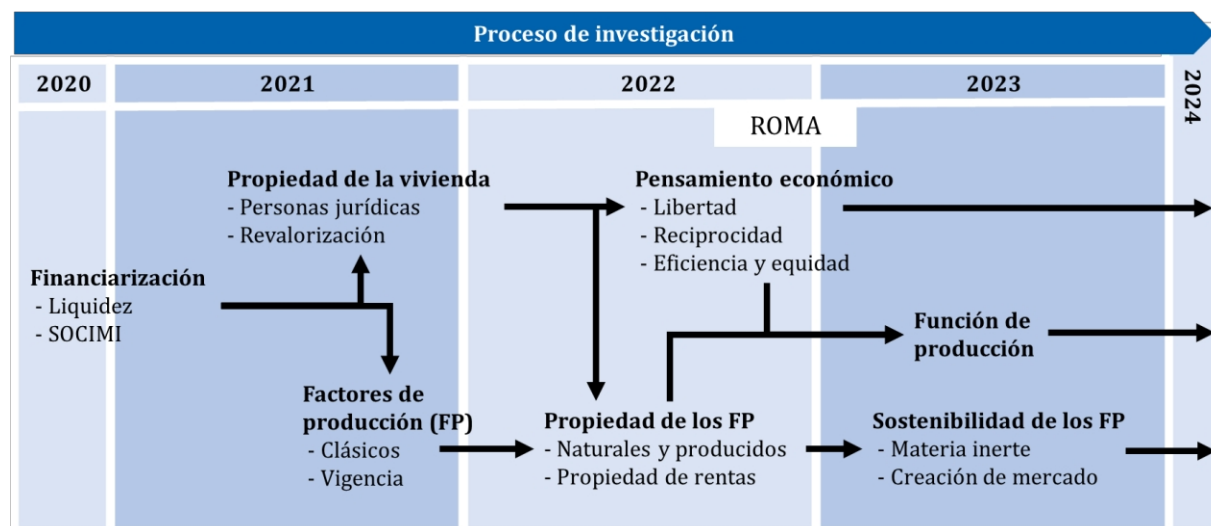 Proceso de investigación
2020
2021
2022
2023
2024
ROMA
Propiedad de la vivienda
- Personas jurídicas
- Revalorización
Pensamiento económico
- Libertad
- Reciprocidad
- Eficiencia y equidad
Financiarización
- Liquidez
- SOCIMI
Función de
producción
Factores de
producción (FP)
- Clásicos
- Vigencia
Propiedad de los FP
- Naturales y producidos
- Propiedad de rentas
Sostenibilidad de los FP
- Materia inerte
- Creación de mercado